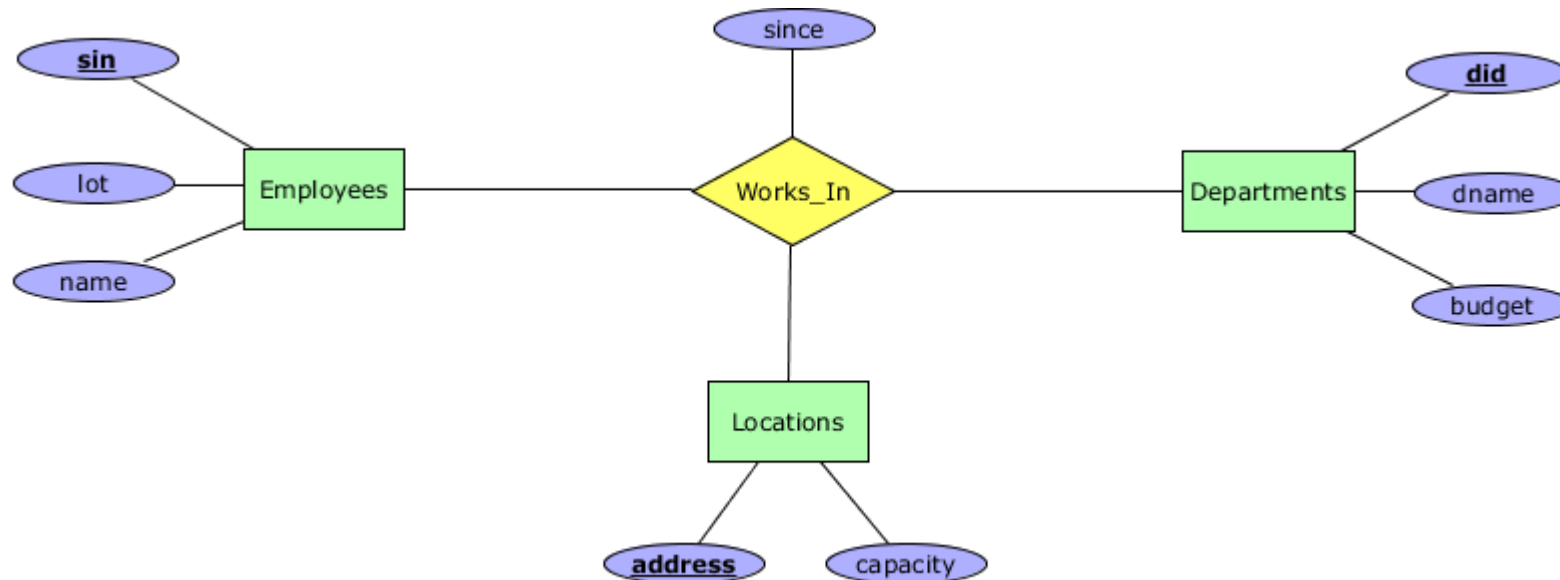 since
sin
did
lot
Employees
Works_In
Departments
dname
name
budget
Locations
address
capacity